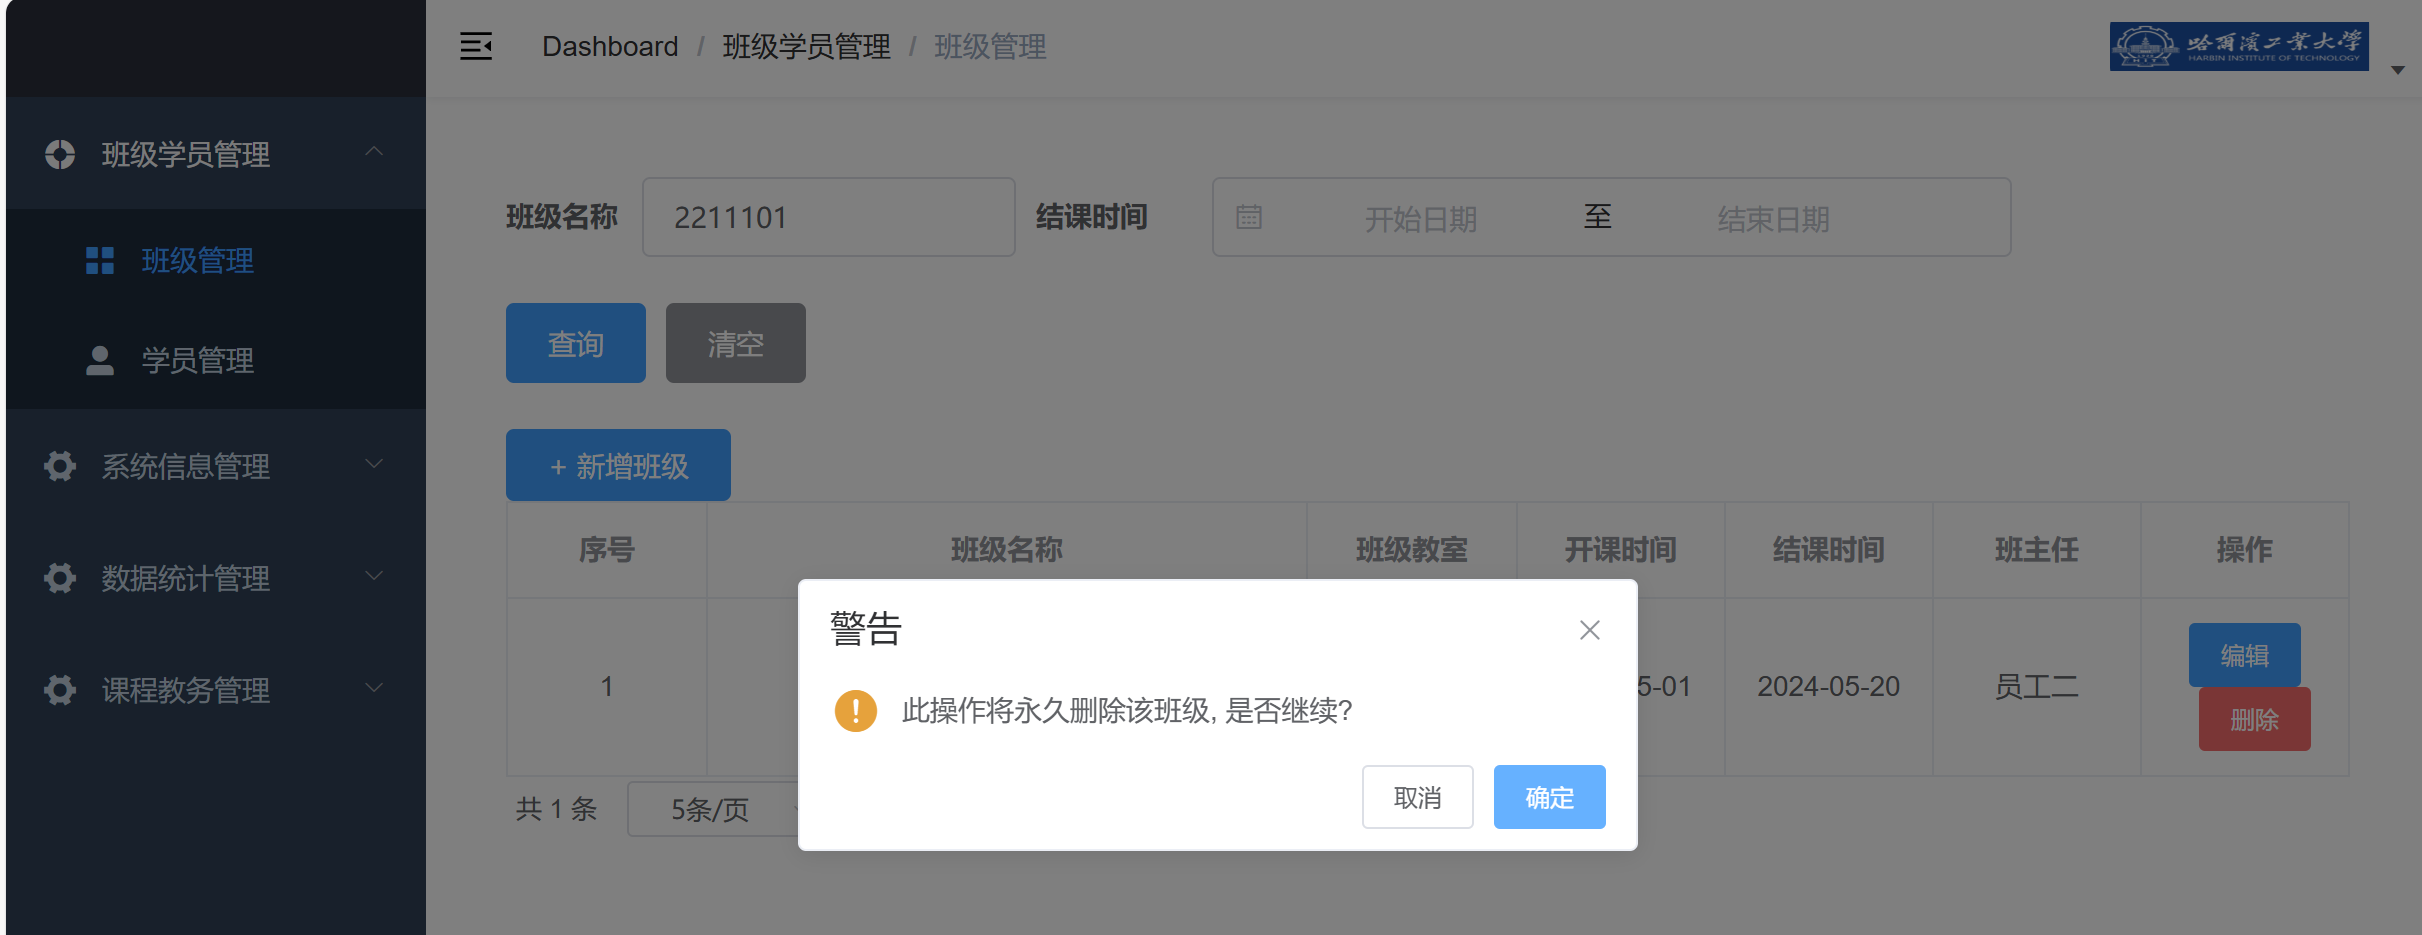 Dashboard / 班级学员管理 / 班级管理
哈爾濱工業大學
HARBIN INSTITUTE OF TECHNOLOGY
班级学员管理
班级管理
学员管理
系统信息管理
数据统计管理
课程教务管理
班级名称 2211101 结课时间 开始日期 至 结束日期
查询 清空
+ 新增班级
序号 班级名称 班级教室 开课时间 结课时间 班主任 操作
1 5-01 2024-05-20 员工二 编辑
删除
共 1 条 5条/页
警告
此操作将永久删除该班级, 是否继续?
取消 确定